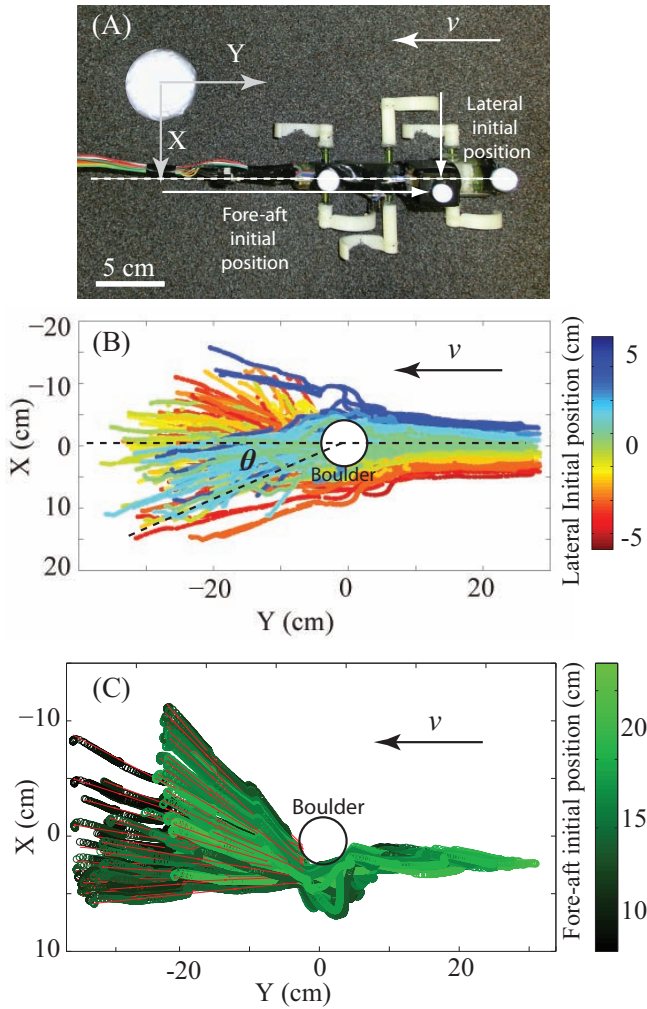 (A)
v
Y
X
Lateral
initial
position
Fore-aft
initial
position
5 cm
(B)
v
−20
−10
0
10
20
X (cm)
θ
Boulder
−20
0
20
Y (cm)
Lateral Initial position (cm)
5
0
-5
(C)
v
−10
0
10
X (cm)
Boulder
-20
0
20
Y (cm)
Fore-aft initial position (cm)
20
15
10